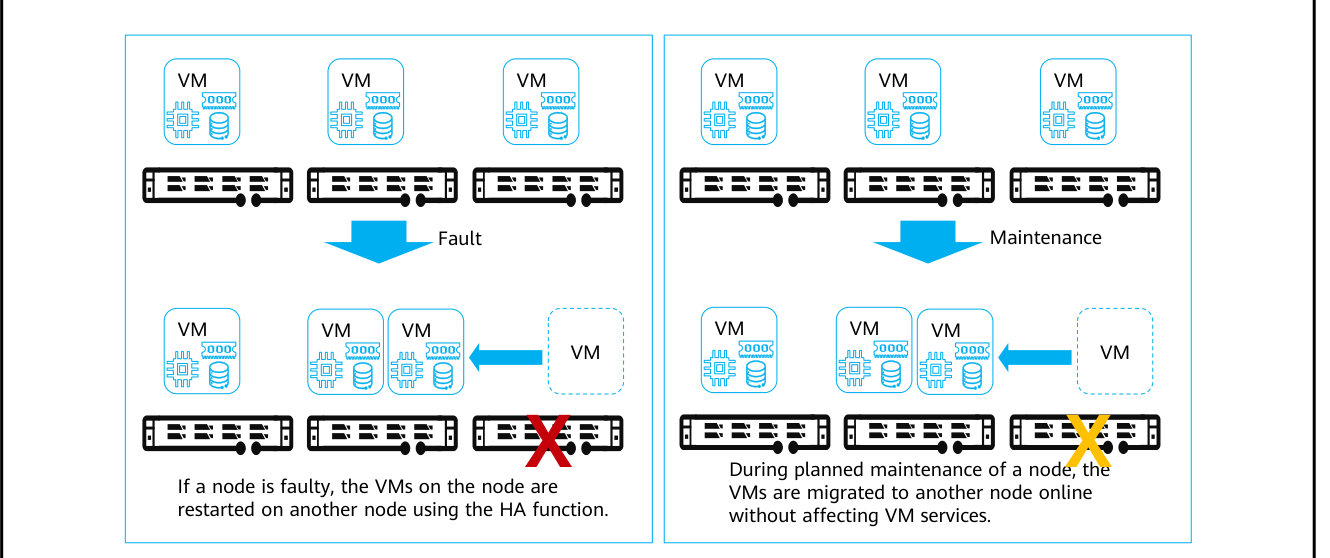 VM
VM
VM
Fault
VM
VM
VM
VM
X
If a node is faulty, the VMs on the node are
restarted on another node using the HA function.
VM
VM
VM
Maintenance
VM
VM
VM
VM
X
During planned maintenance of a node, the
VMs are migrated to another node online
without affecting VM services.